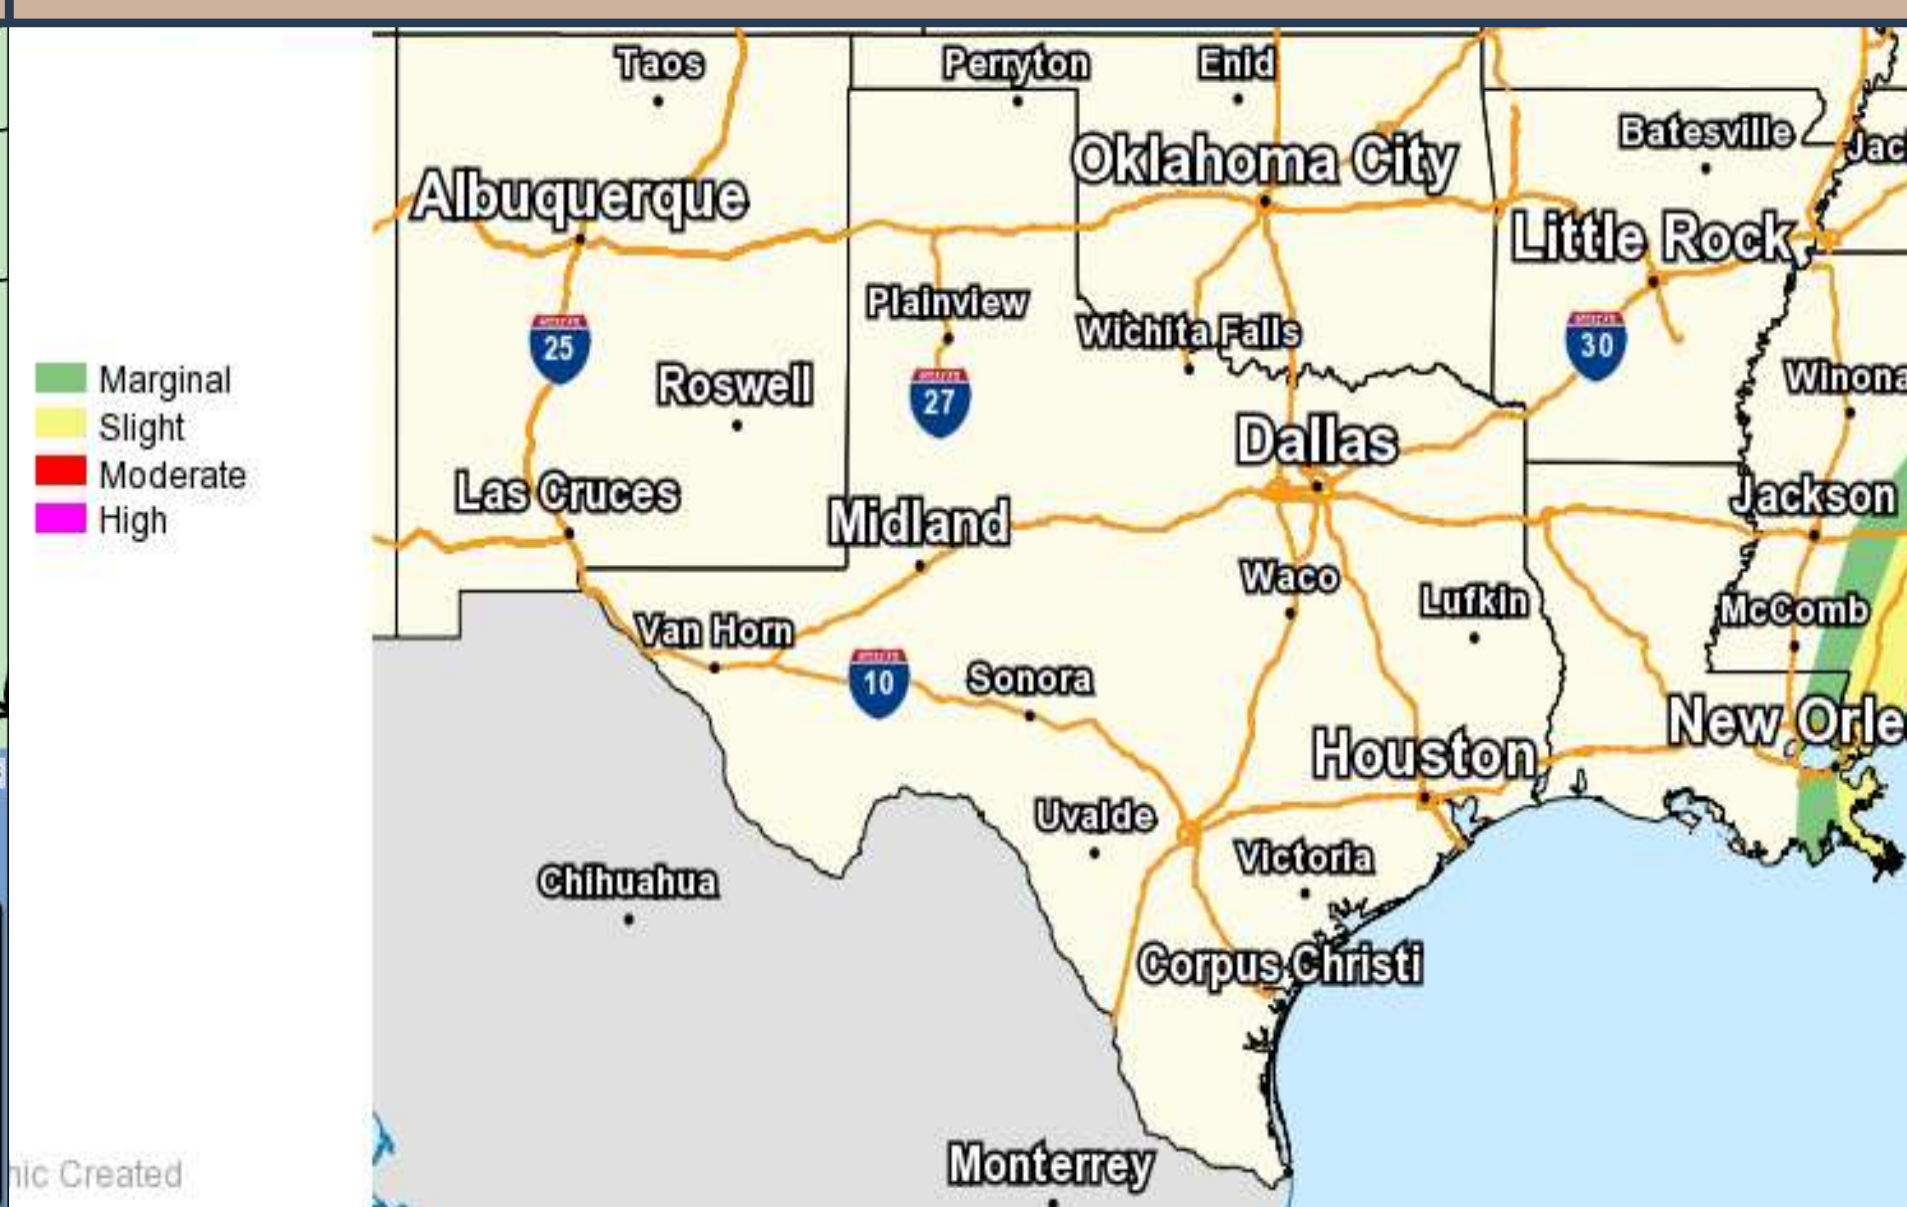 Marginal
Slight
Moderate
High
Taos
Perryton
Enid
Batesville
Jac
Oklahoma City
Albuquerque
Little Rock
Plainview
Wichita Falls
25
30
Roswell
27
Winona
Dallas
Las Cruces
Midland
Jackson
Waco
Lufkin
McComb
Van Horn
10
Sonora
New Orle
Houston
Uvalde
Victoria
Chihuahua
Corpus Christi
Monterrey
hic Created